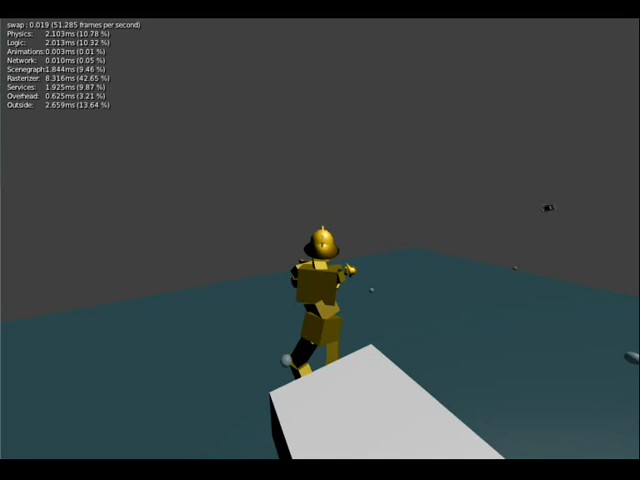 swap : 0.019 (51.285 frames per second)
Physics: 2.103ms (10.78 %)
Logic: 2.013ms (10.32 %)
Animations:0.003ms (0.01 %)
Network: 0.010ms (0.05 %)
Scenegraph:1.844ms (9.46 %)
Rasterizer: 8.316ms (42.65 %)
Services: 1.925ms (9.87 %)
Overhead: 0.625ms (3.21 %)
Outside: 2.659ms (13.64 %)